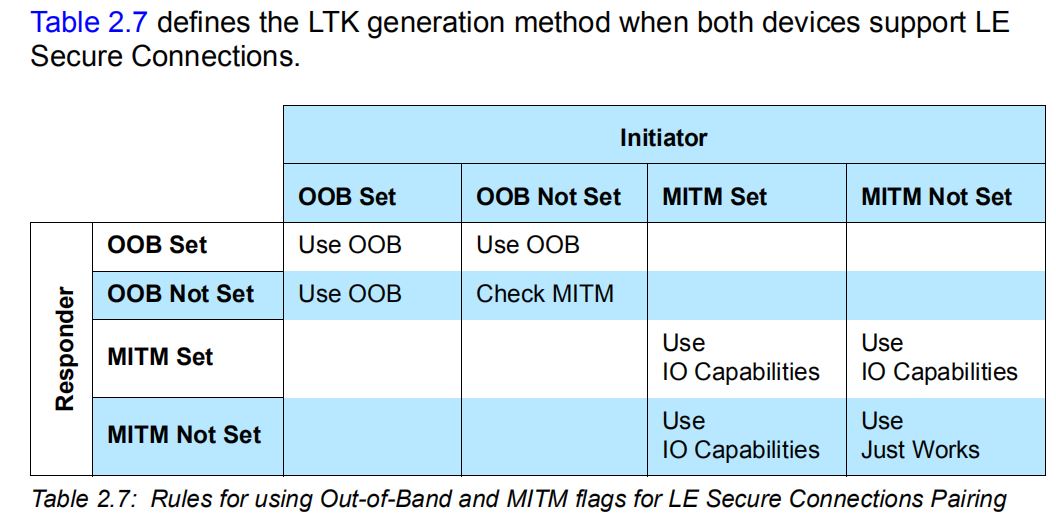 Table 2.7 defines the LTK generation method when both devices support LE
Secure Connections.
Initiator
OOB Set OOB Not Set MITM Set MITM Not Set
Responder
OOB Set Use OOB Use OOB
OOB Not Set Use OOB Check MITM
MITM Set Use IO Capabilities Use IO Capabilities
MITM Not Set Use IO Capabilities Use Just Works
Table 2.7: Rules for using Out-of-Band and MITM flags for LE Secure Connections Pairing